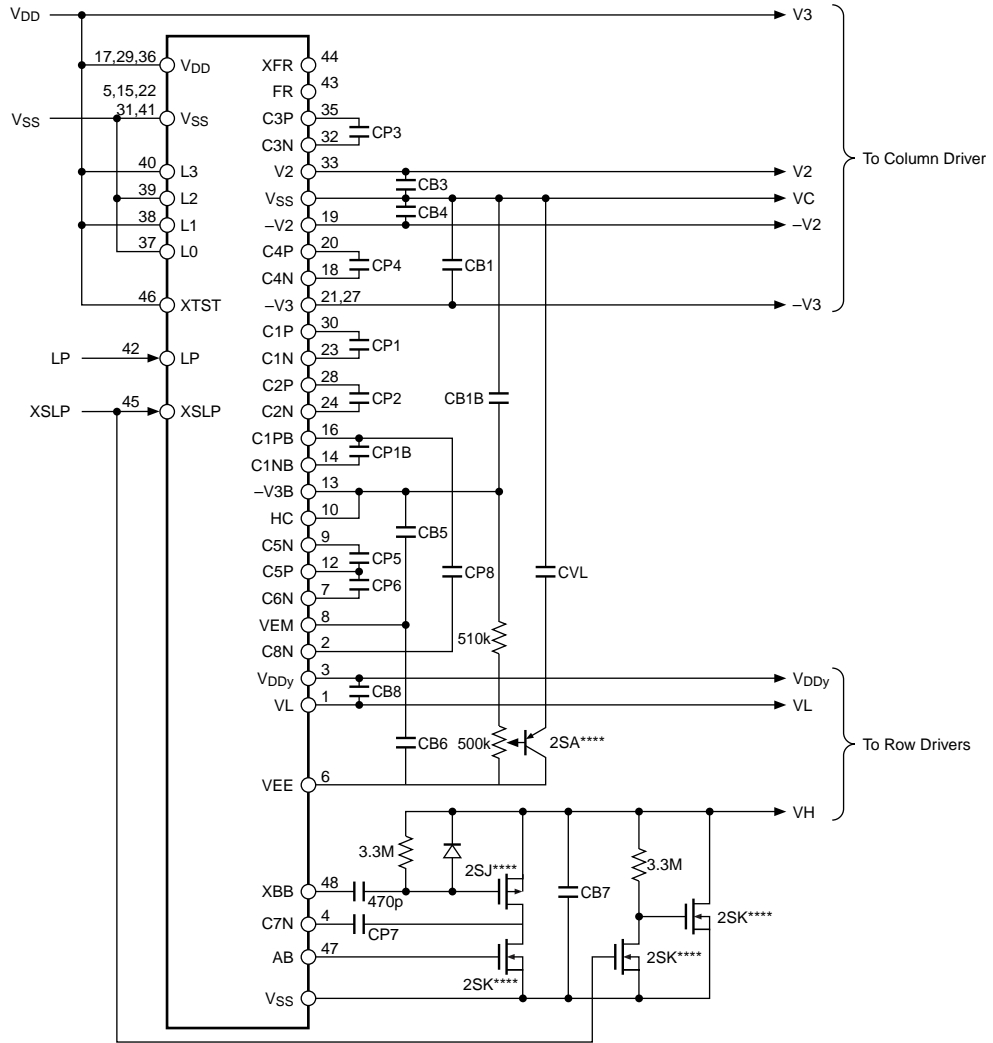 VDD V3
17,29,36 VDD XFR 44
FR 43
5,15,22
VSS 31,41 VSS C3P 35 CP3
C3N 32
40 L3 V2 33 V2 To Column Driver
CB3
39 L2 VSS VC
CB4
38 L1 –V2 19 –V2
37 L0 C4P 20 CP4 CB1
C4N 18
46 XTST –V3 21,27 –V3
C1P 30 CP1
LP 42 LP C1N 23
C2P 28 CP2 CB1B
XSLP 45 XSLP C2N 24
C1PB 16 CP1B
C1NB 14
–V3B 13
HC 10 CB5
C5N 9 CP5
C5P 12 CP6 CP8 CVL
C6N 7
VEM 8 510k
C8N 2
VDDy 3 VDDy
CB8
VL 1 VL
CB6 500k 2SA**** To Row Drivers
VEE 6
VH
3.3M 2SJ**** 3.3M
XBB 48 470p CB7
C7N 4 CP7 2SK****
AB 47 2SK****
2SK****
VSS